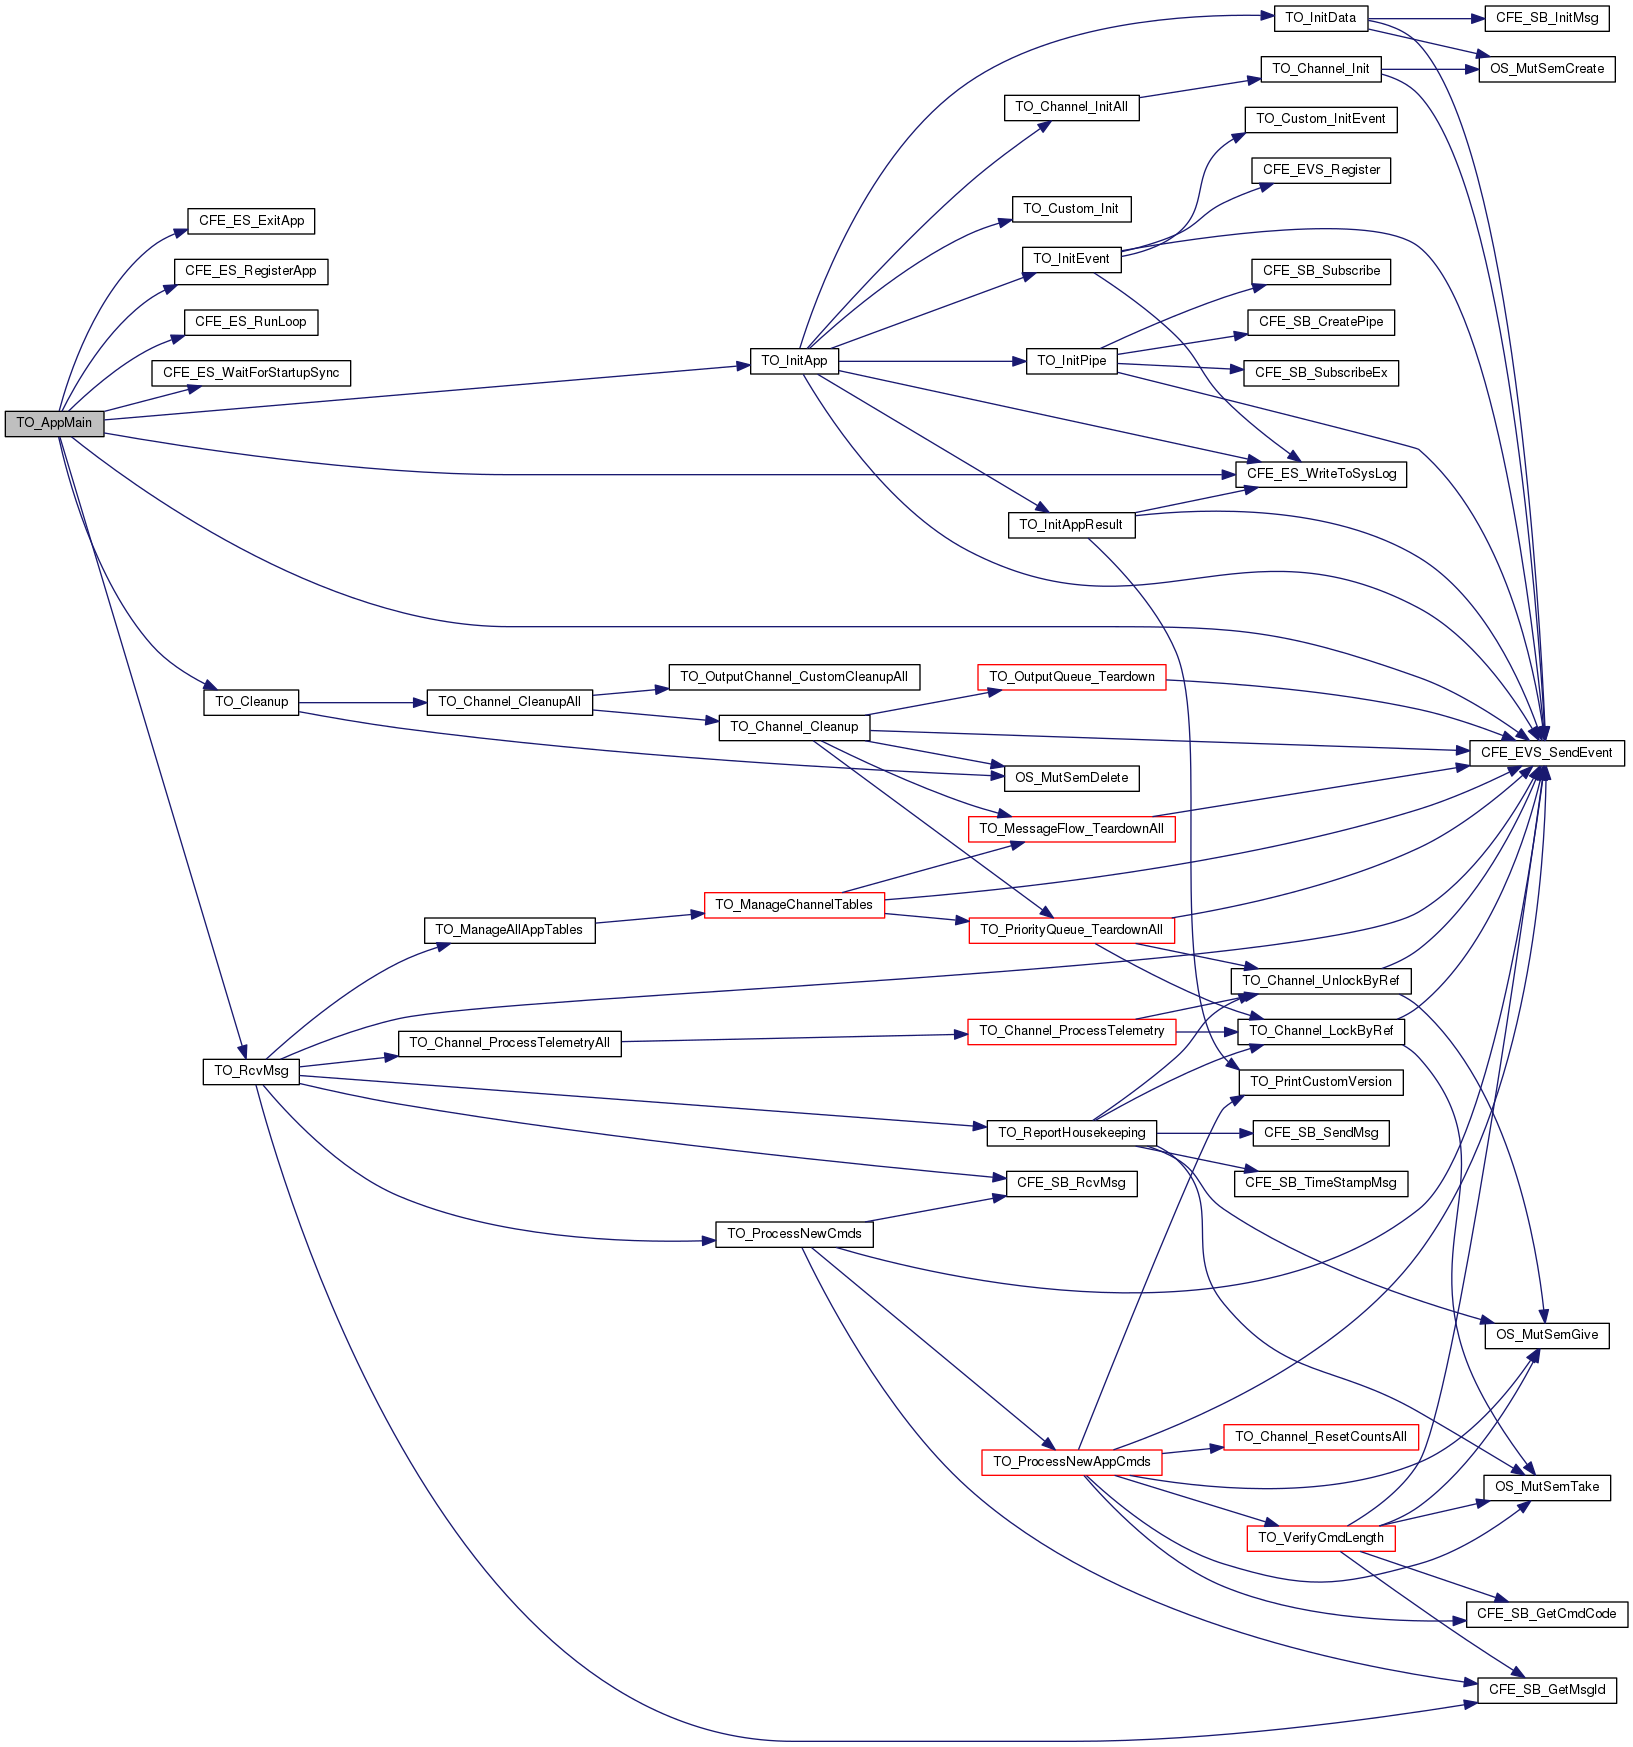 TO_InitData
CFE_SB_InitMsg
TO_Channel_Init
OS_MutSemCreate
TO_Channel_InitAll
TO_Custom_InitEvent
CFE_EVS_Register
TO_Custom_Init
CFE_ES_ExitApp
TO_InitEvent
CFE_ES_RegisterApp
CFE_SB_Subscribe
CFE_ES_RunLoop
CFE_SB_CreatePipe
TO_InitApp
TO_InitPipe
CFE_ES_WaitForStartupSync
CFE_SB_SubscribeEx
TO_AppMain
CFE_ES_WriteToSysLog
TO_InitAppResult
TO_OutputChannel_CustomCleanupAll
TO_OutputQueue_Teardown
TO_Cleanup
TO_Channel_CleanupAll
TO_Channel_Cleanup
CFE_EVS_SendEvent
OS_MutSemDelete
TO_MessageFlow_TeardownAll
TO_ManageChannelTables
TO_ManageAllAppTables
TO_PriorityQueue_TeardownAll
TO_Channel_UnlockByRef
TO_Channel_ProcessTelemetry
TO_Channel_LockByRef
TO_Channel_ProcessTelemetryAll
TO_RcvMsg
TO_PrintCustomVersion
TO_ReportHousekeeping
CFE_SB_SendMsg
CFE_SB_RcvMsg
CFE_SB_TimeStampMsg
TO_ProcessNewCmds
OS_MutSemGive
TO_Channel_ResetCountsAll
TO_ProcessNewAppCmds
OS_MutSemTake
TO_VerifyCmdLength
CFE_SB_GetCmdCode
CFE_SB_GetMsgId